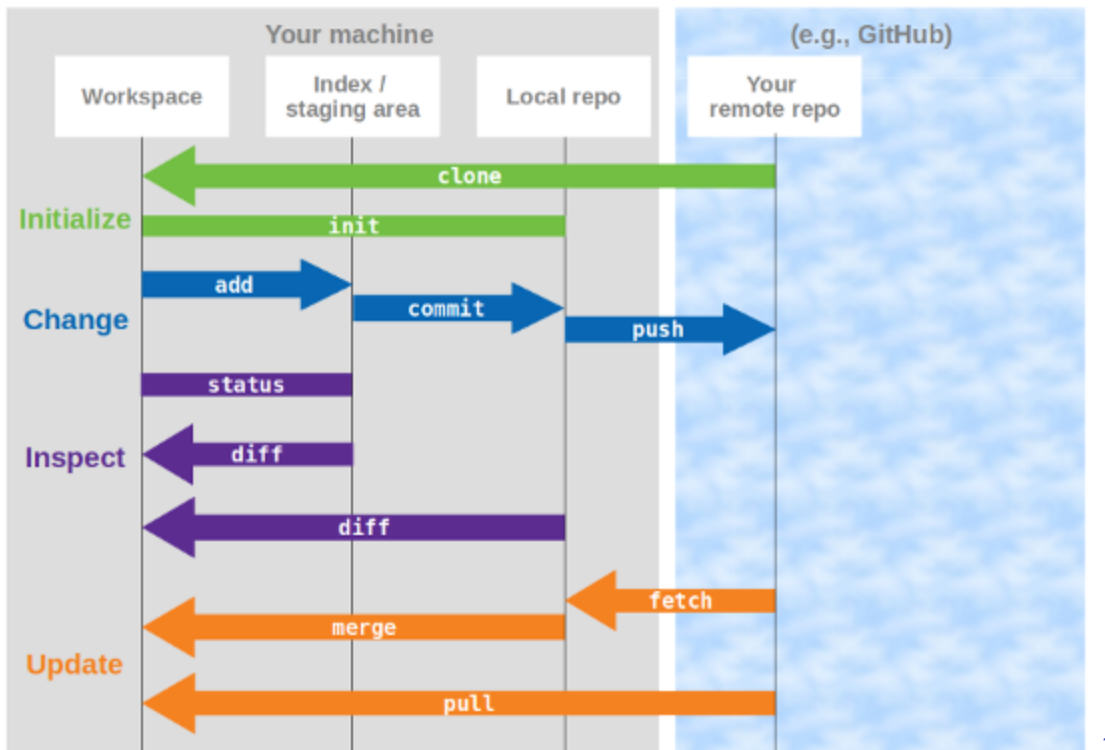 Your machine
(e.g., GitHub)
Workspace
Index /
staging area
Local repo
Your
remote repo
clone
Initialize
init
add
commit
Change
push
status
diff
Inspect
diff
fetch
merge
Update
pull